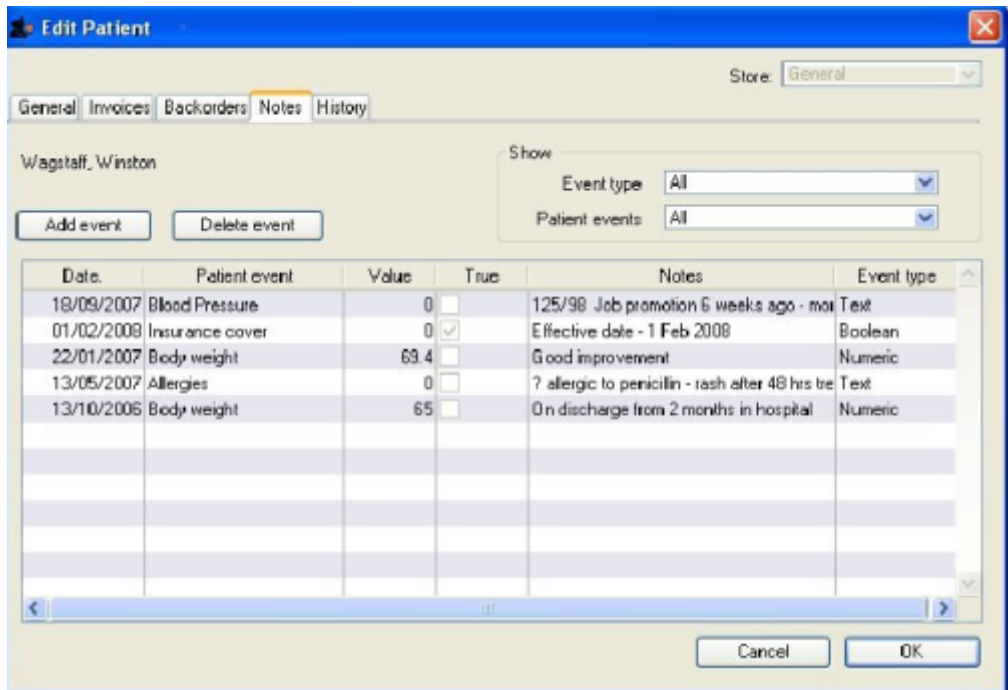 Edit Patient
Store: General
General Invoices Backorders Notes History
Wagstaff, Winston
Show
Event type All
Patient events All
Add event Delete event
Date. Patient event Value True Notes Event type
18/09/2007 Blood Pressure 0 125/98 Job promotion 6 weeks ago - mor Text
01/02/2008 Insurance cover 0 Effective date - 1 Feb 2008 Boolean
22/01/2007 Body weight 69.4 Good improvement Numeric
13/05/2007 Allergies 0 ? allergic to penicillin - rash after 48 hrs tre Text
13/10/2006 Body weight 65 On discharge from 2 months in hospital Numeric
Cancel OK